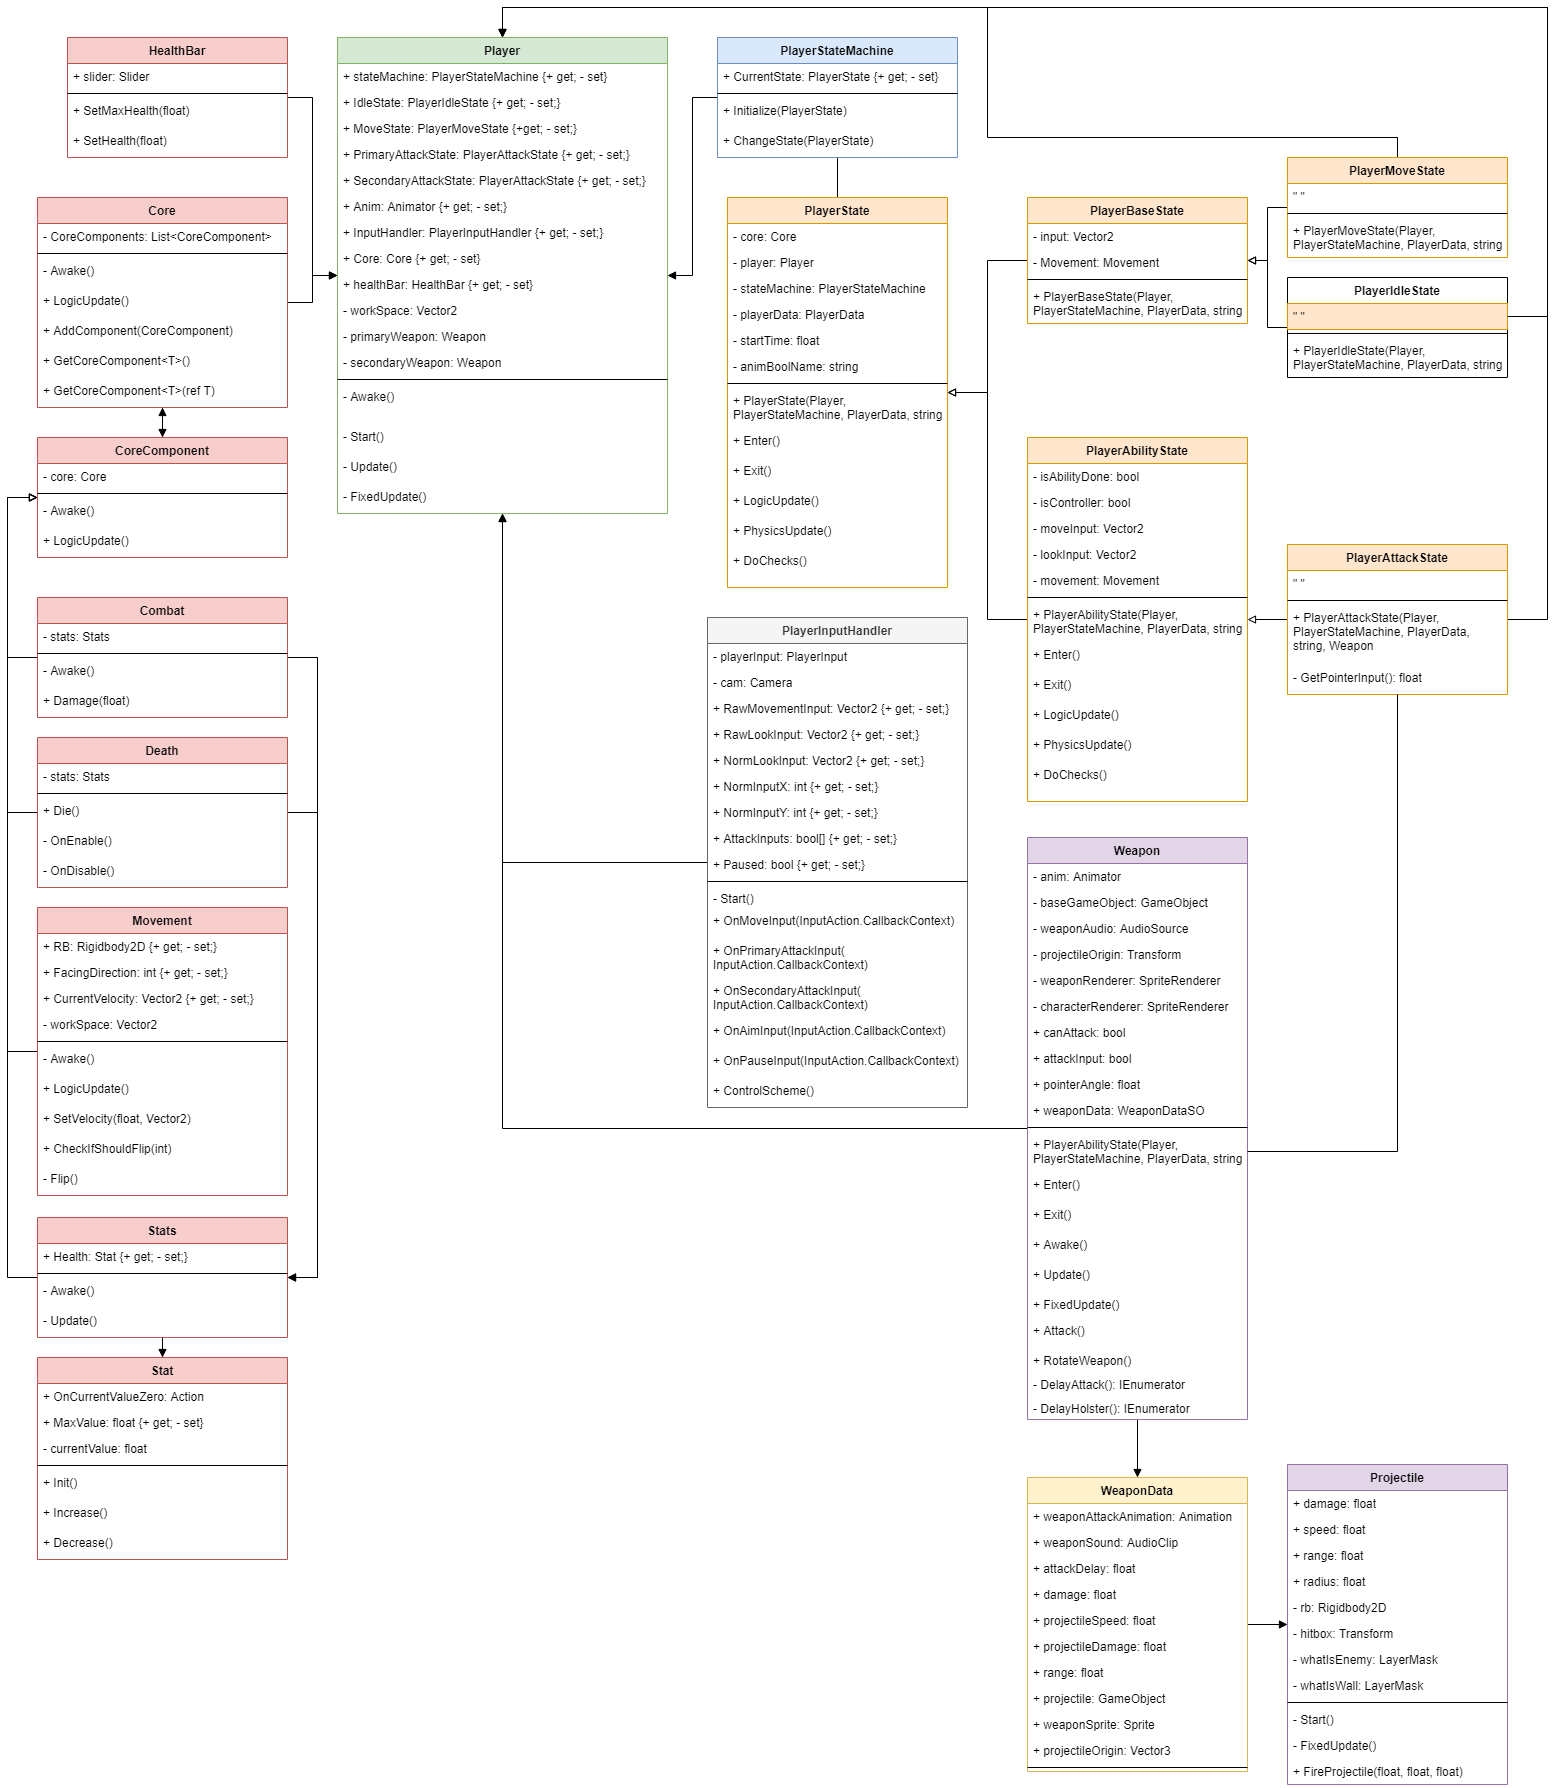 HealthBar
+ slider: Slider
+ SetMaxHealth(float)
+ SetHealth(float)
Core
- CoreComponents: List<CoreComponent>
- Awake()
+ LogicUpdate()
+ AddComponent(CoreComponent)
+ GetCoreComponent<T>()
+ GetCoreComponent<T>(ref T)
CoreComponent
- core: Core
- Awake()
+ LogicUpdate()
Combat
- stats: Stats
- Awake()
+ Damage(float)
Death
- stats: Stats
+ Die()
- OnEnable()
- OnDisable()
Movement
+ RB: Rigidbody2D {+ get; - set;}
+ FacingDirection: int {+ get; - set;}
+ CurrentVelocity: Vector2 {+ get; - set;}
- workSpace: Vector2
- Awake()
+ LogicUpdate()
+ SetVelocity(float, Vector2)
+ CheckIfShouldFlip(int)
- Flip()
Stats
+ Health: Stat {+ get; - set;}
- Awake()
- Update()
Stat
+ OnCurrentValueZero: Action
+ MaxValue: float {+ get; - set}
- currentValue: float
+ Init()
+ Increase()
+ Decrease()
Player
+ stateMachine: PlayerStateMachine {+ get; - set}
+ IdleState: PlayerIdleState {+ get; - set;}
+ MoveState: PlayerMoveState {+get; - set;}
+ PrimaryAttackState: PlayerAttackState {+ get; - set;}
+ SecondaryAttackState: PlayerAttackState {+ get; - set;}
+ Anim: Animator {+ get; - set;}
+ InputHandler: PlayerInputHandler {+ get; - set;}
+ Core: Core {+ get; - set}
+ healthBar: HealthBar {+ get; - set}
- workSpace: Vector2
- primaryWeapon: Weapon
- secondaryWeapon: Weapon
- Awake()
- Start()
- Update()
- FixedUpdate()
PlayerStateMachine
+ CurrentState: PlayerState {+ get; - set}
+ Initialize(PlayerState)
+ ChangeState(PlayerState)
PlayerState
- core: Core
- player: Player
- stateMachine: PlayerStateMachine
- playerData: PlayerData
- startTime: float
- animBoolName: string
+ PlayerState(Player,
PlayerStateMachine, PlayerData, string
+ Enter()
+ Exit()
+ LogicUpdate()
+ PhysicsUpdate()
+ DoChecks()
PlayerInputHandler
- playerInput: PlayerInput
- cam: Camera
+ RawMovementInput: Vector2 {+ get; - set;}
+ RawLookInput: Vector2 {+ get; - set;}
+ NormLookInput: Vector2 {+ get; - set;}
+ NormInputX: int {+ get; - set;}
+ NormInputY: int {+ get; - set;}
+ AttackInputs: bool[] {+ get; - set;}
+ Paused: bool {+ get; - set;}
- Start()
+ OnMoveInput(InputAction.CallbackContext)
+ OnPrimaryAttackInput(
InputAction.CallbackContext)
+ OnSecondaryAttackInput(
InputAction.CallbackContext)
+ OnAimInput(InputAction.CallbackContext)
+ OnPauseInput(InputAction.CallbackContext)
+ ControlScheme()
PlayerBaseState
- input: Vector2
- Movement: Movement
+ PlayerBaseState(Player,
PlayerStateMachine, PlayerData, string
PlayerAbilityState
- isAbilityDone: bool
- isController: bool
- moveInput: Vector2
- lookInput: Vector2
- movement: Movement
+ PlayerAbilityState(Player,
PlayerStateMachine, PlayerData, string
+ Enter()
+ Exit()
+ LogicUpdate()
+ PhysicsUpdate()
+ DoChecks()
Weapon
- anim: Animator
- baseGameObject: GameObject
- weaponAudio: AudioSource
- projectileOrigin: Transform
- weaponRenderer: SpriteRenderer
- characterRenderer: SpriteRenderer
+ canAttack: bool
+ attackInput: bool
+ pointerAngle: float
+ weaponData: WeaponDataSO
+ PlayerAbilityState(Player,
PlayerStateMachine, PlayerData, string
+ Enter()
+ Exit()
+ Awake()
+ Update()
+ FixedUpdate()
+ Attack()
+ RotateWeapon()
- DelayAttack(): IEnumerator
- DelayHolster(): IEnumerator
WeaponData
+ weaponAttackAnimation: Animation
+ weaponSound: AudioClip
+ attackDelay: float
+ damage: float
+ projectileSpeed: float
+ projectileDamage: float
+ range: float
+ projectile: GameObject
+ weaponSprite: Sprite
+ projectileOrigin: Vector3
PlayerMoveState
" "
+ PlayerMoveState(Player,
PlayerStateMachine, PlayerData, string
PlayerIdleState
" "
+ PlayerIdleState(Player,
PlayerStateMachine, PlayerData, string
PlayerAttackState
" "
+ PlayerAttackState(Player,
PlayerStateMachine, PlayerData,
string, Weapon
- GetPointerInput(): float
Projectile
+ damage: float
+ speed: float
+ range: float
+ radius: float
- rb: Rigidbody2D
- hitbox: Transform
- whatIsEnemy: LayerMask
- whatIsWall: LayerMask
- Start()
- FixedUpdate()
+ FireProjectile(float, float, float)